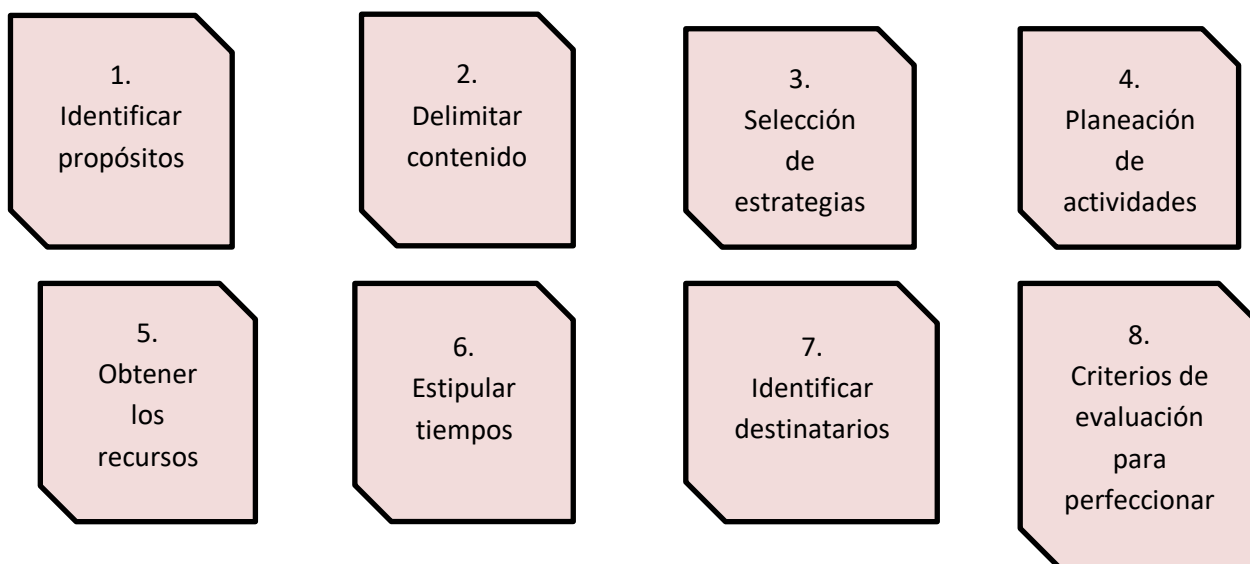 1.
Identificar
propósitos
2.
Delimitar
contenido
3.
Selección
de
estrategias
4.
Planeación
de
actividades
5.
Obtener
los
recursos
6.
Estipular
tiempos
7.
Identificar
destinatarios
8.
Criterios de
evaluación
para
perfeccionar